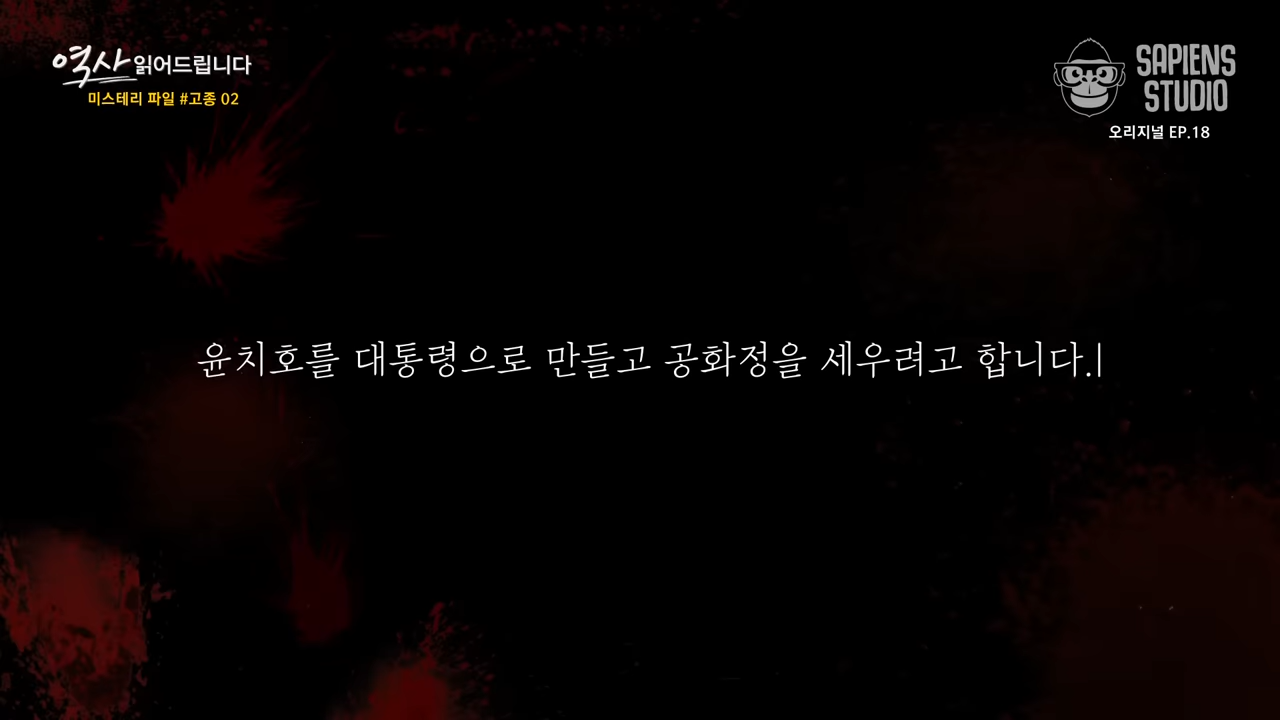 역사 읽어드립니다
미스테리 파일 #고종 02
SAPIENS
STUDIO
오리지널 EP.18
윤치호를 대통령으로 만들고 공화정을 세우려고 합니다.